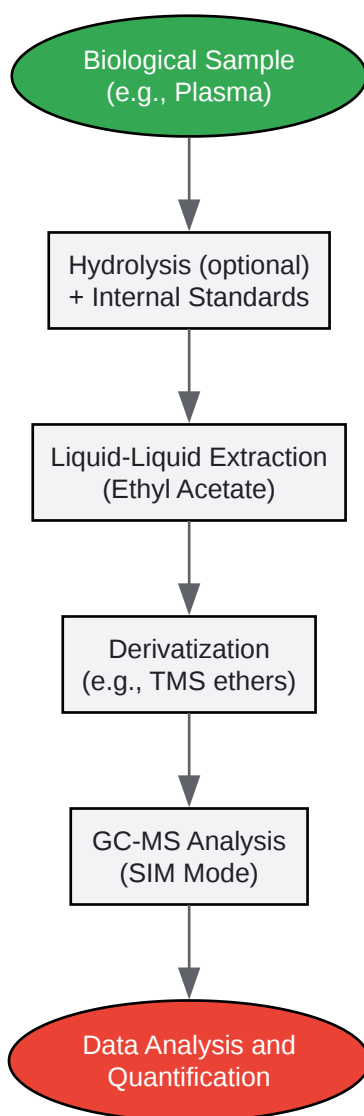 Biological Sample
(e.g., Plasma)
Hydrolysis (optional)
+ Internal Standards
Liquid-Liquid Extraction
(Ethyl Acetate)
Derivatization
(e.g., TMS ethers)
GC-MS Analysis
(SIM Mode)
Data Analysis and
Quantification